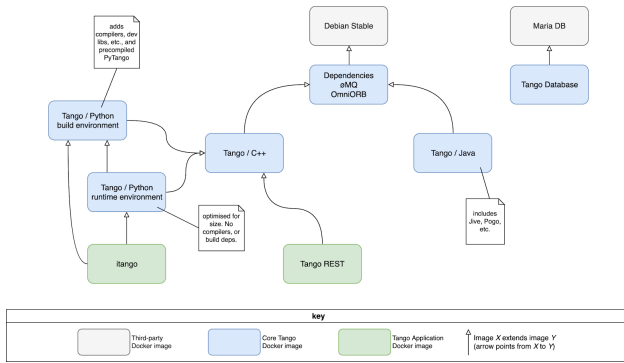 adds
compilers, dev
libs, etc., and
precompiled
PyTango
Debian Stable
Maria DB
Dependencies
øMQ
OmniORB
Tango Database
Tango / Python
build environment
Tango / C++
Tango / Java
Tango / Python
runtime environment
optimised for
size. No
compilers, or
build deps.
includes
Jive, Pogo,
etc.
itango
Tango REST
key
Third-party
Docker image
Core Tango
Docker image
Tango Application
Docker image
Image X extends image Y
(arrow points from X to Y)